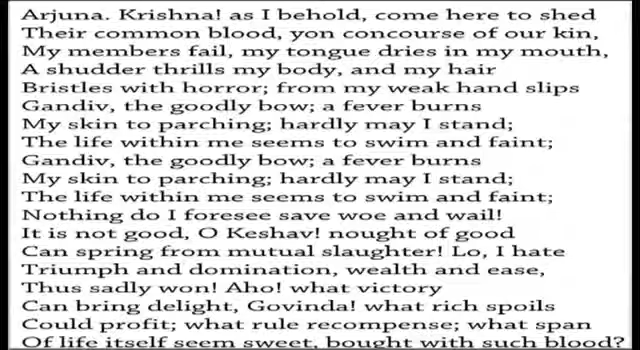 Arjuna. Krishna! as I behold, come here to shed
Their common blood, yon concourse of our kin,
My members fail, my tongue dries in my mouth,
A shudder thrills my body, and my hair
Bristles with horror; from my weak hand slips
Gandiv, the goodly bow; a fever burns
My skin to parching; hardly may I stand;
The life within me seems to swim and faint;
Gandiv, the goodly bow; a fever burns
My skin to parching; hardly may I stand;
The life within me seems to swim and faint;
Nothing do I foresee save woe and wail!
It is not good, O Keshav! nought of good
Can spring from mutual slaughter! Lo, I hate
Triumph and domination, wealth and ease,
Thus sadly won! Aho! what victory
Can bring delight, Govinda! what rich spoils
Could profit; what rule recompense; what span
Of life itself seem sweet, bought with such blood?